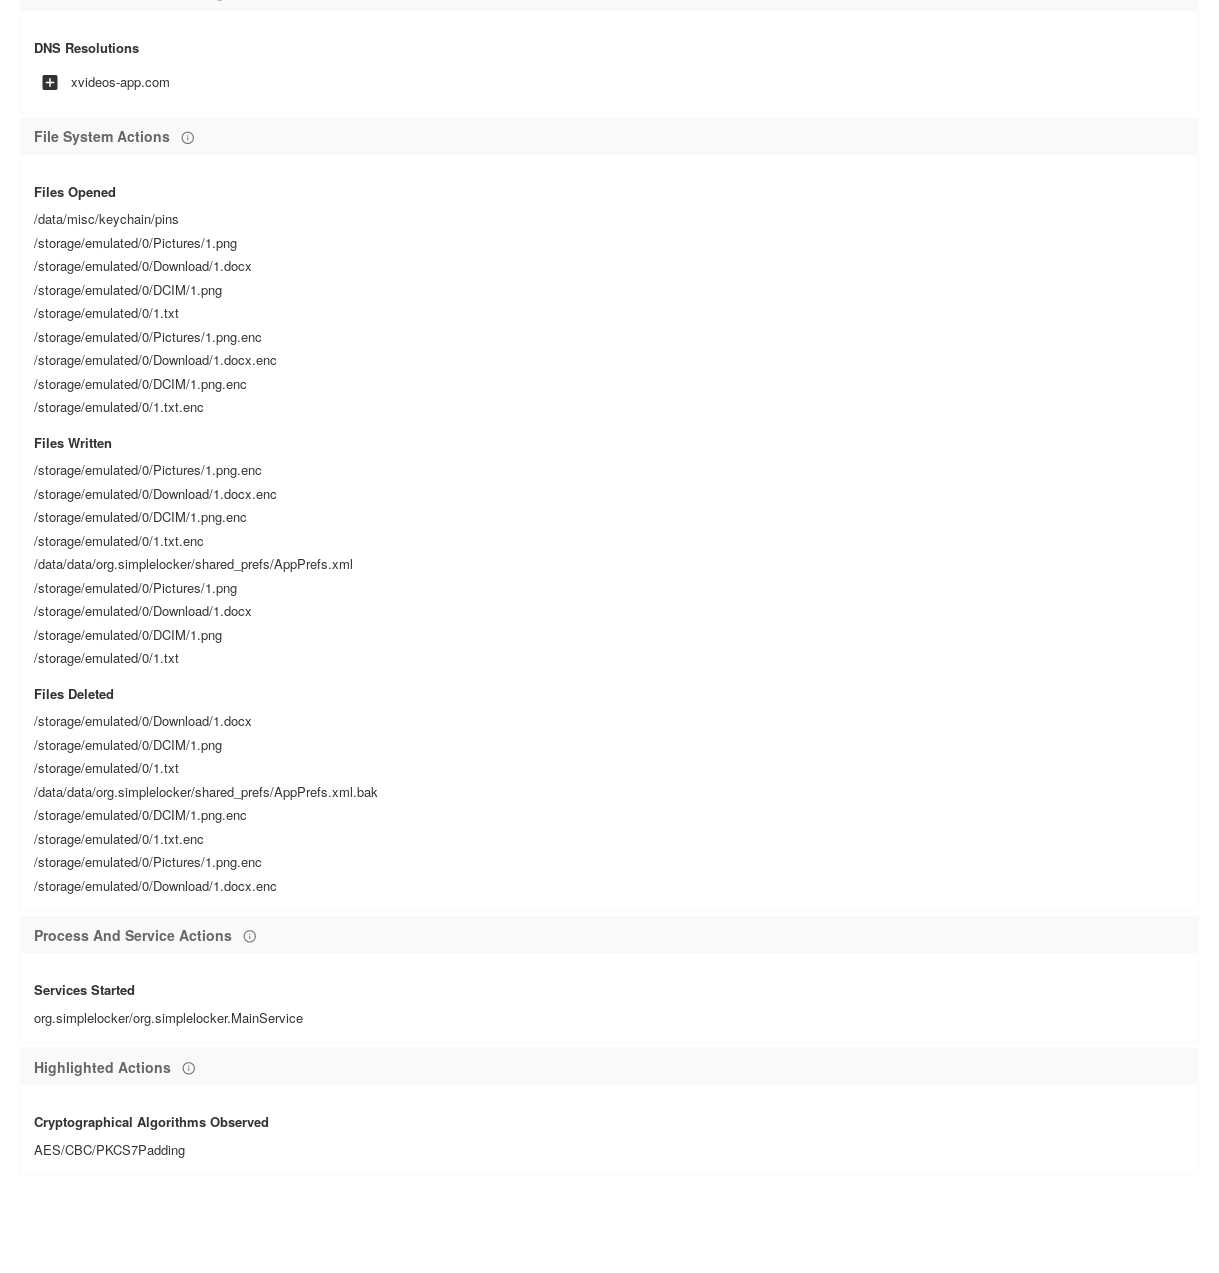 DNS Resolutions
xvideos-app.com
File System Actions
Files Opened
/data/misc/keychain/pins
/storage/emulated/0/Pictures/1.png
/storage/emulated/0/Download/1.docx
/storage/emulated/0/DCIM/1.png
/storage/emulated/0/1.txt
/storage/emulated/0/Pictures/1.png.enc
/storage/emulated/0/Download/1.docx.enc
/storage/emulated/0/DCIM/1.png.enc
/storage/emulated/0/1.txt.enc
Files Written
/storage/emulated/0/Pictures/1.png.enc
/storage/emulated/0/Download/1.docx.enc
/storage/emulated/0/DCIM/1.png.enc
/storage/emulated/0/1.txt.enc
/data/data/org.simplelocker/shared_prefs/AppPrefs.xml
/storage/emulated/0/Pictures/1.png
/storage/emulated/0/Download/1.docx
/storage/emulated/0/DCIM/1.png
/storage/emulated/0/1.txt
Files Deleted
/storage/emulated/0/Download/1.docx
/storage/emulated/0/DCIM/1.png
/storage/emulated/0/1.txt
/data/data/org.simplelocker/shared_prefs/AppPrefs.xml.bak
/storage/emulated/0/DCIM/1.png.enc
/storage/emulated/0/1.txt.enc
/storage/emulated/0/Pictures/1.png.enc
/storage/emulated/0/Download/1.docx.enc
Process And Service Actions
Services Started
org.simplelocker/org.simplelocker.MainService
Highlighted Actions
Cryptographical Algorithms Observed
AES/CBC/PKCS7Padding